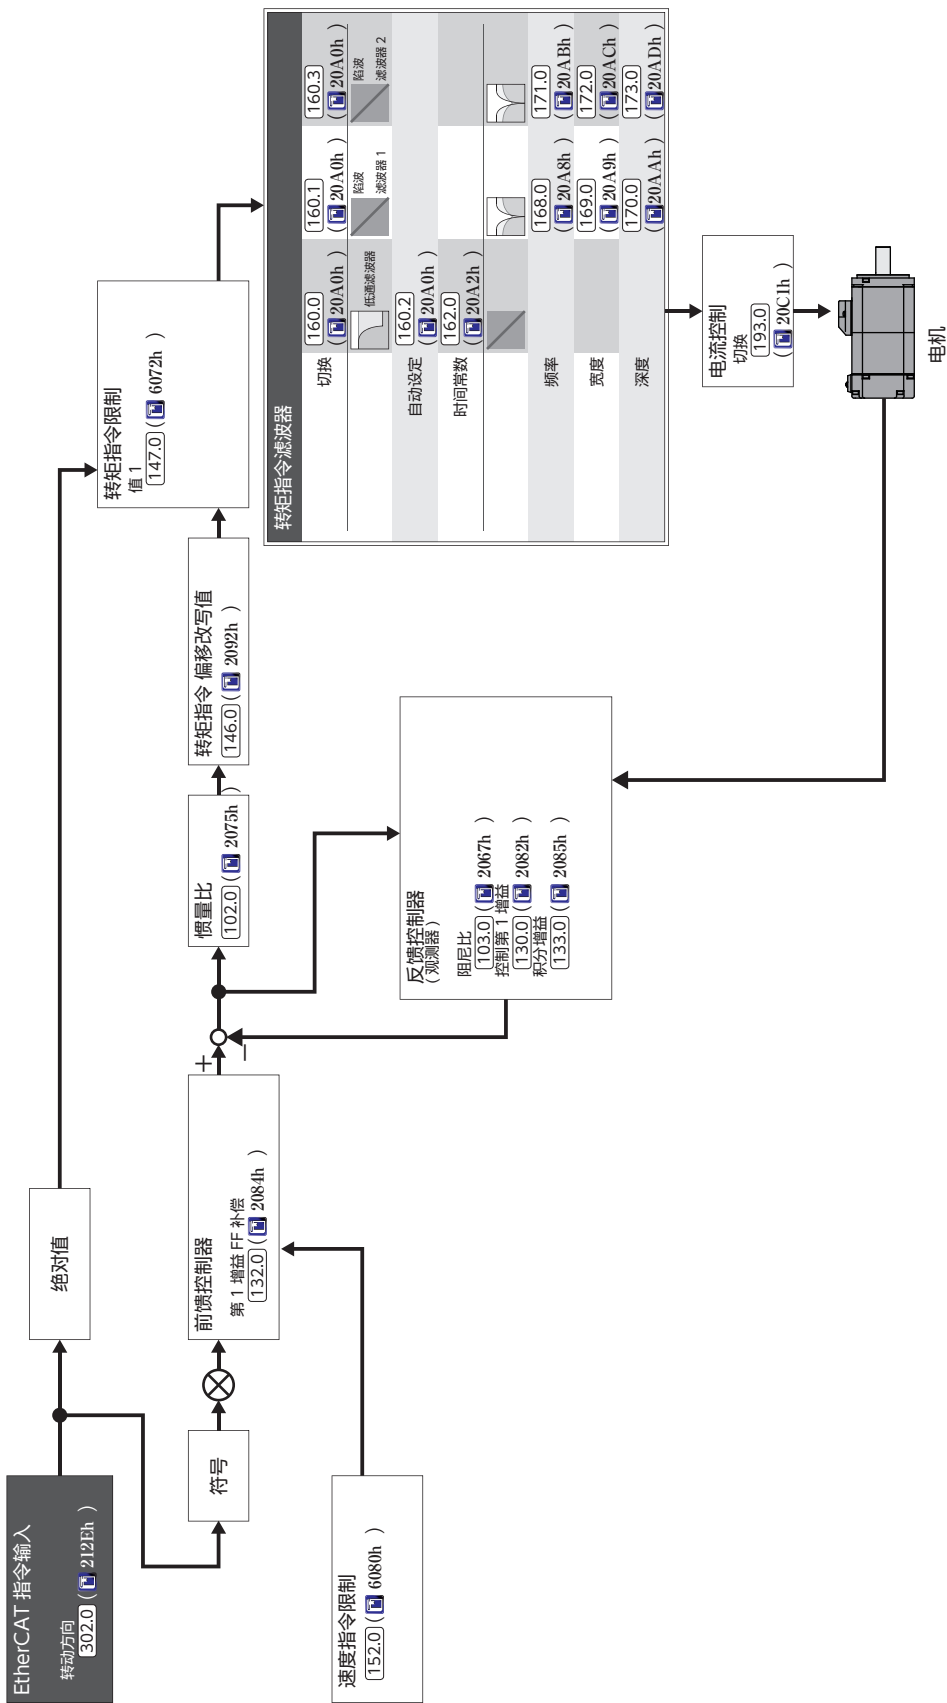 EtherCAT 指令输入
转动方向
302.0 ( 212Eh )
绝对值
符号
速度指令限制
152.0 ( 6080h )
前馈控制器
第 1 增益 FF 补偿
132.0 ( 2084h )
+
−
惯量比
102.0 ( 2075h )
转矩指令 偏移改写值
146.0 ( 2092h )
转矩指令限制
值 1
147.0 ( 6072h )
反馈控制器
( 观测器 )
阻尼比
103.0 ( 2067h )
控制第 1 增益
130.0 ( 2082h )
积分增益
133.0 ( 2085h )
转矩指令滤波器
切换 160.0 160.1 160.3
( 20A0h ) ( 20A0h ) ( 20A0h )
低通滤波器 陷波 陷波
滤波器 1 滤波器 2
自动设定 160.2
( 20A0h )
时间常数 162.0
( 20A2h )
频率 168.0 171.0
( 20A8h ) ( 20ABh )
宽度 169.0 172.0
( 20A9h ) ( 20ACh )
深度 170.0 173.0
( 20AAh ) ( 20ADh )
电流控制
切换
193.0
( 20C1h )
电机